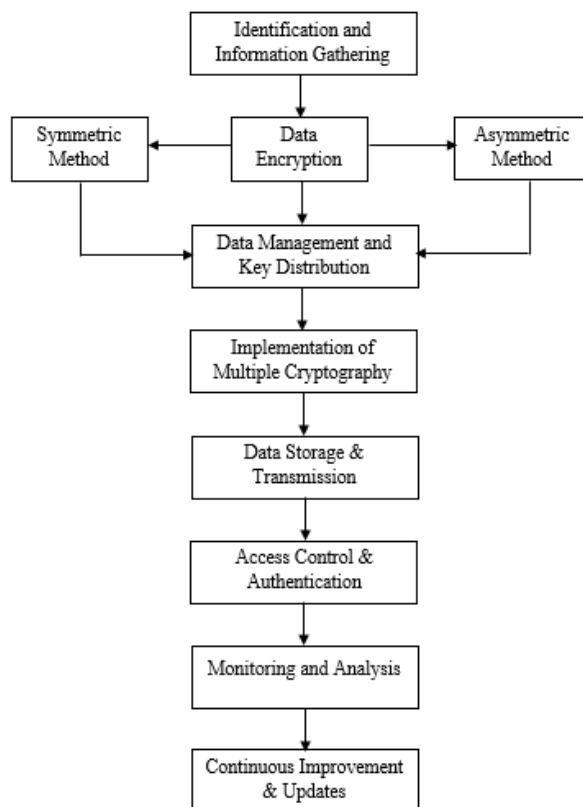 Identification and
Information Gathering
Symmetric
Method
Data
Encryption
Asymmetric
Method
Data Management and
Key Distribution
Implementation of
Multiple Cryptography
Data Storage &
Transmission
Access Control &
Authentication
Monitoring and Analysis
Continuous Improvement
& Updates